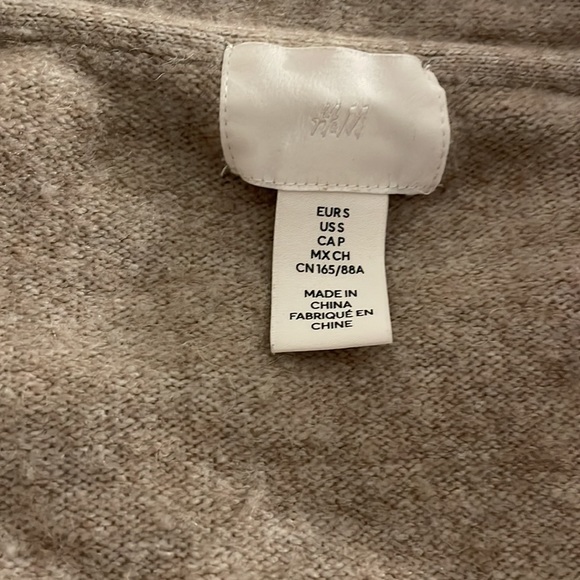 H&M
EUR S
US S
CA P
MX CH
CN 165/88A
MADE IN
CHINA
FABRIQUÉ EN
CHINE